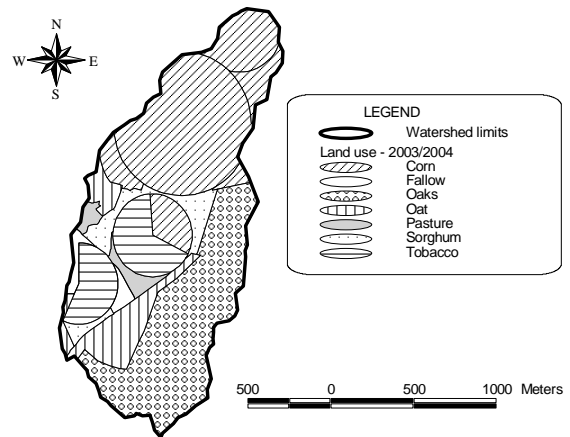 N
W E
S
LEGEND
Watershed limits
Land use - 2003/2004
Corn
Fallow
Oaks
Oat
Pasture
Sorghum
Tobacco
500 0 500 1000 Meters